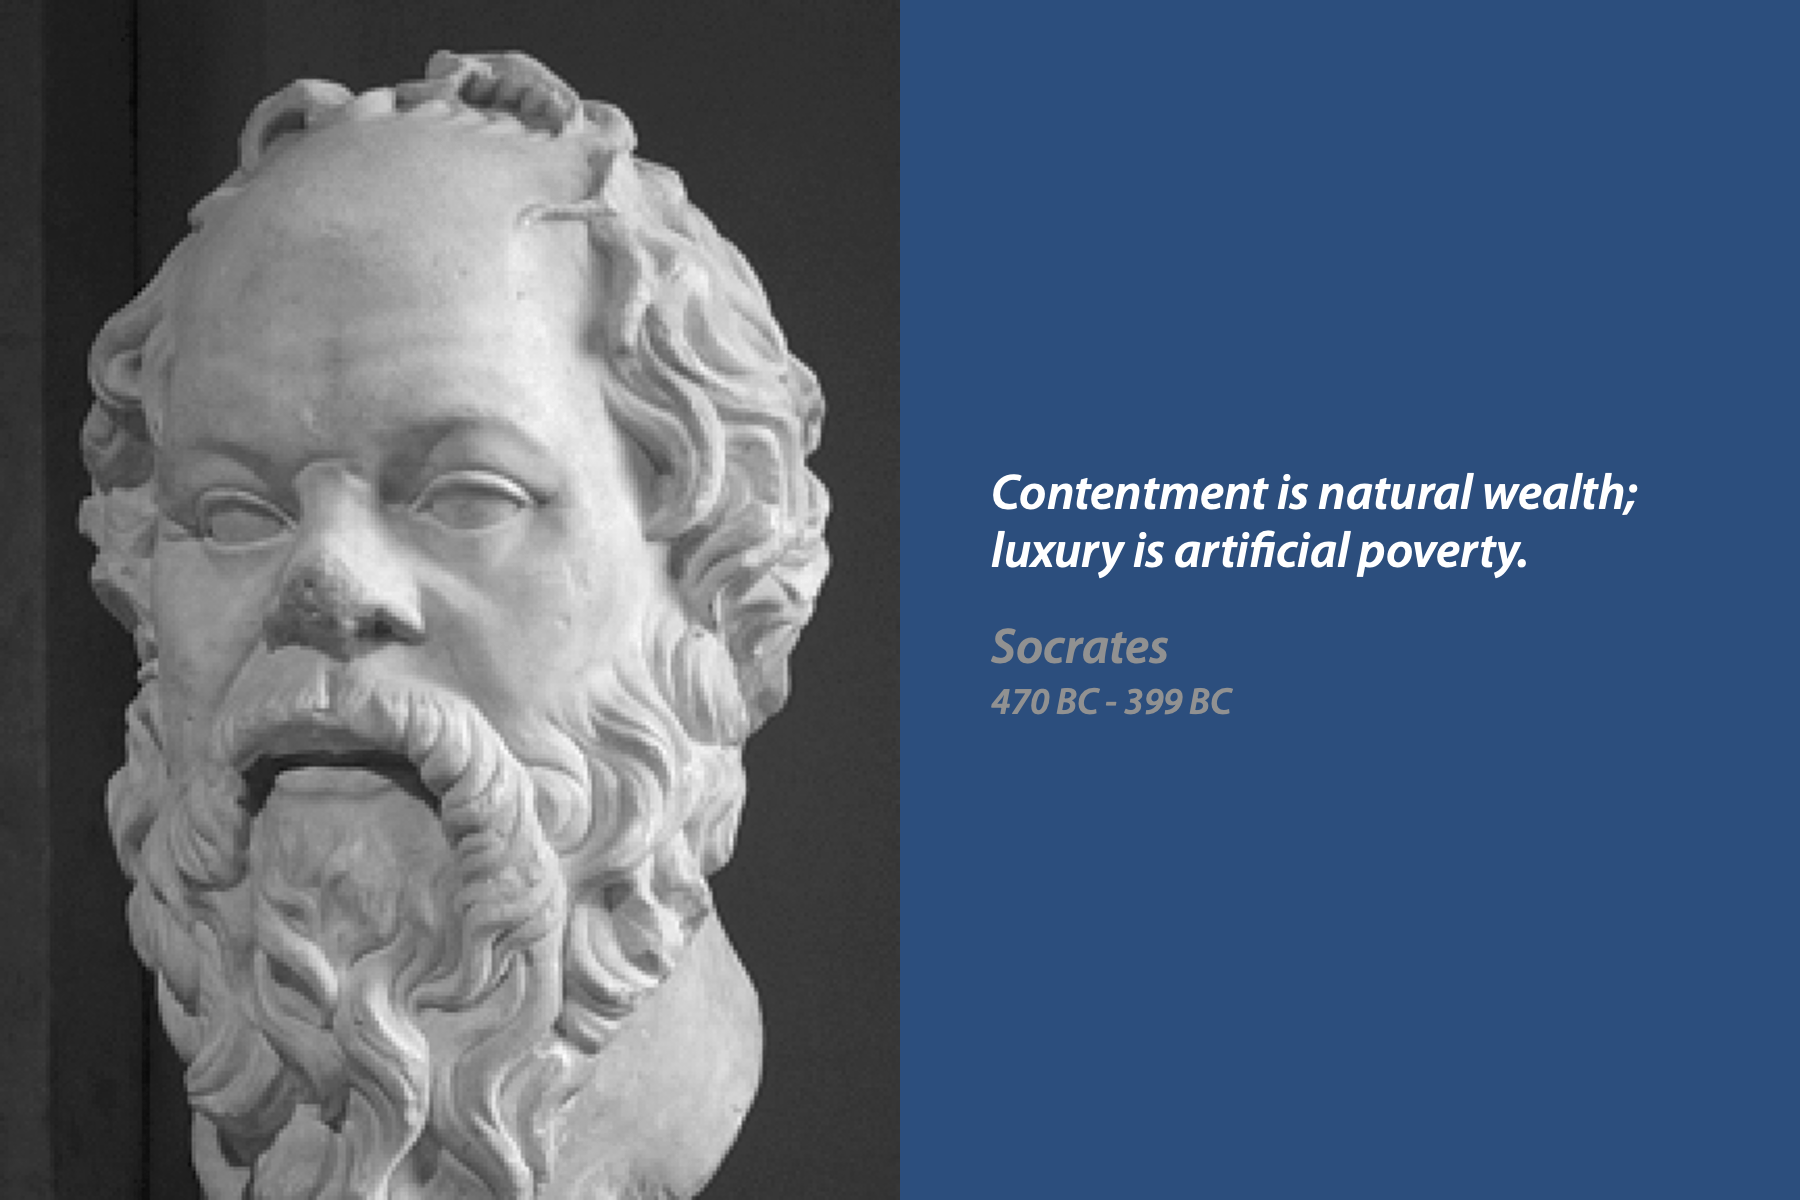 Contentment is natural wealth;
luxury is artificial poverty.
Socrates
470 BC - 399 BC